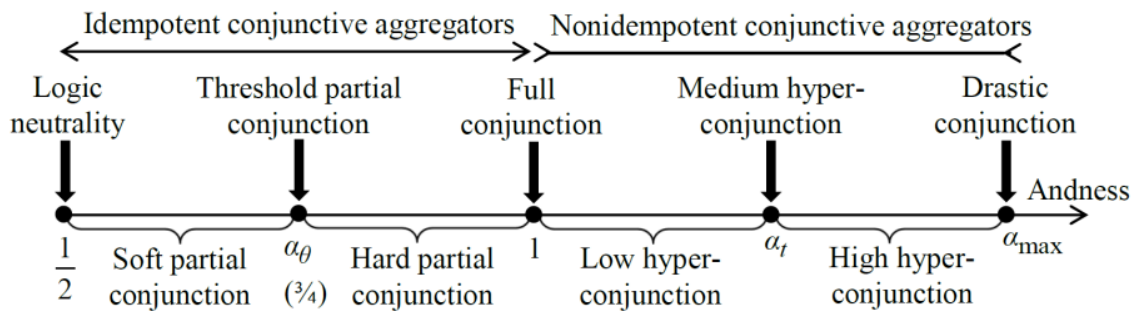 Idempotent conjunctive aggregators
Nonidempotent conjunctive aggregators
Logic
neutrality
Threshold partial
conjunction
Full
conjunction
Medium hyper-
conjunction
Drastic
conjunction
Andness
1
2
Soft partial
conjunction
αθ
(¾)
Hard partial
conjunction
1
Low hyper-
conjunction
αt
High hyper-
conjunction
αmax